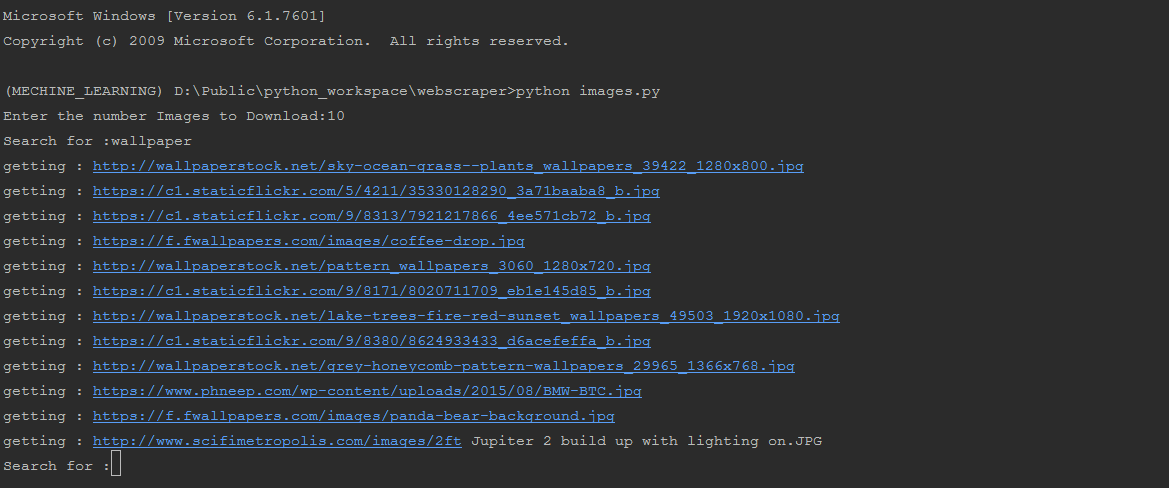 Microsoft Windows [Version 6.1.7601]
Copyright (c) 2009 Microsoft Corporation.  All rights reserved.
(MECHINE_LEARNING) D:\Public\python_workspace\webscraper>python images.py
Enter the number Images to Download:10
Search for :wallpaper
getting : http://wallpaperstock.net/sky-ocean-grass--plants_wallpapers_39422_1280x800.jpg
getting : https://c1.staticflickr.com/5/4211/35330128290_3a71baaba8_b.jpg
getting : https://c1.staticflickr.com/9/8313/7921217866_4ee571cb72_b.jpg
getting : https://f.fwallpapers.com/images/coffee-drop.jpg
getting : http://wallpaperstock.net/pattern_wallpapers_3060_1280x720.jpg
getting : https://c1.staticflickr.com/9/8171/8020711709_eb1e145d85_b.jpg
getting : http://wallpaperstock.net/lake-trees-fire-red-sunset_wallpapers_49503_1920x1080.jpg
getting : https://c1.staticflickr.com/9/8380/8624933433_d6acefeffa_b.jpg
getting : http://wallpaperstock.net/grey-honeycomb-pattern-wallpapers_29965_1366x768.jpg
getting : https://www.phneep.com/wp-content/uploads/2015/08/BMW-BTC.jpg
getting : https://f.fwallpapers.com/images/panda-bear-background.jpg
getting : http://www.scifimetropolis.com/images/2ft Jupiter 2 build up with lighting on.JPG
Search for :